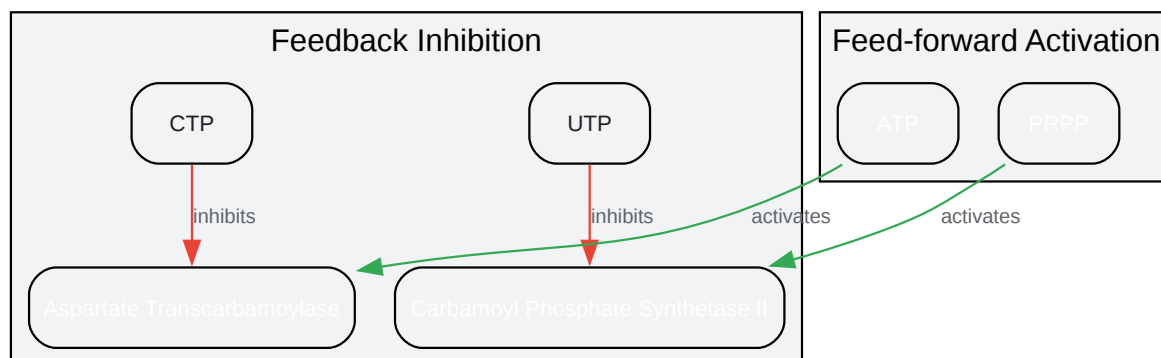 Feedback Inhibition
Feed-forward Activation
CTP
UTP
ATP
PRPP
inhibits
inhibits
activates
activates
Aspartate Transcarbamoylase
Carbamoyl Phosphate Synthetase II